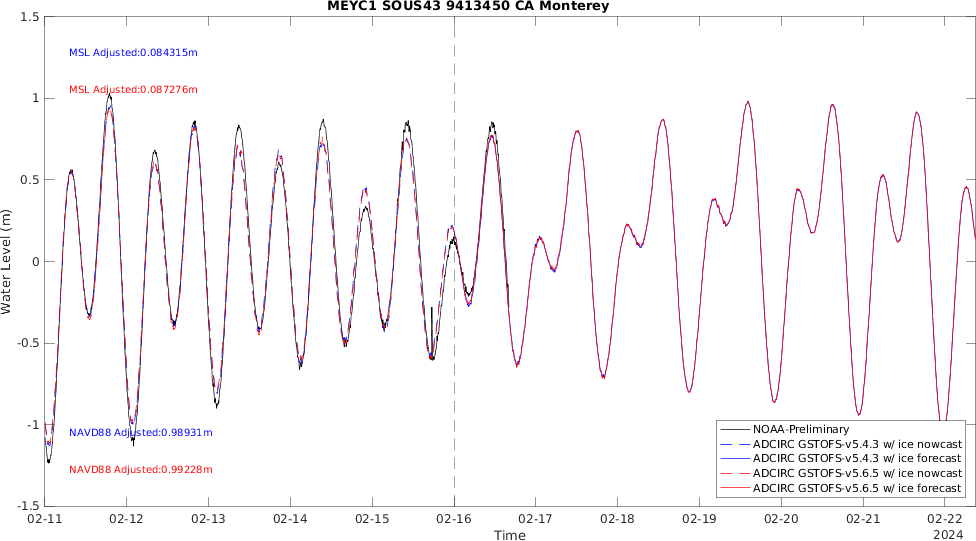 MEYC1 SOUS43 9413450 CA Monterey
1.5
MSL Adjusted:0.084315m
MSL Adjusted:0.087276m
1
0.5
0
-0.5
-1
-1.5
Water Level (m)
NAVD88 Adjusted:0.98931m
NAVD88 Adjusted:0.99228m
NOAA-Preliminary
ADCIRC GSTOFS-v5.4.3 w/ ice nowcast
ADCIRC GSTOFS-v5.4.3 w/ ice forecast
ADCIRC GSTOFS-v5.6.5 w/ ice nowcast
ADCIRC GSTOFS-v5.6.5 w/ ice forecast
02-11 02-12 02-13 02-14 02-15 02-16 02-17 02-18 02-19 02-20 02-21 02-22
2024
Time